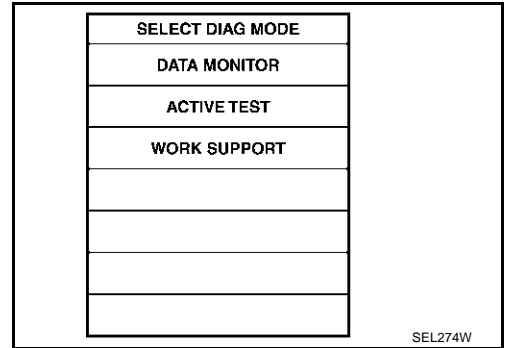 SELECT DIAG MODE
DATA MONITOR
ACTIVE TEST
WORK SUPPORT
SEL274W